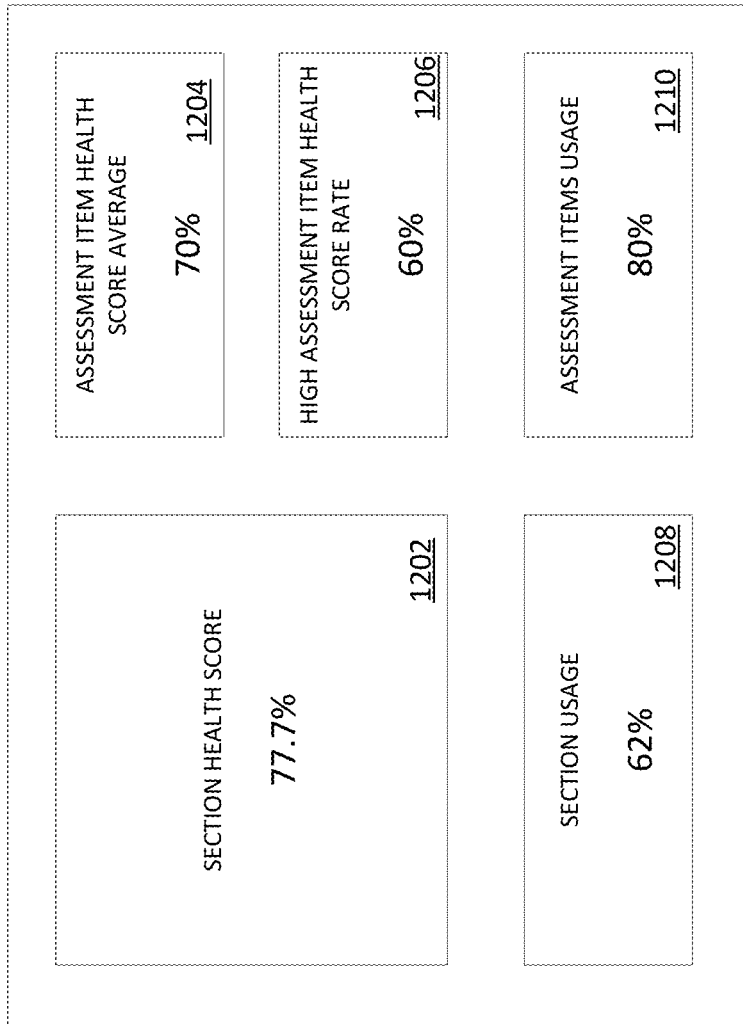 SECTION HEALTH SCORE
77.7%
1202
ASSESSMENT ITEM HEALTH
SCORE AVERAGE
70%
1204
HIGH ASSESSMENT ITEM HEALTH
SCORE RATE
60%
1206
SECTION USAGE
62%
1208
ASSESSMENT ITEMS USAGE
80%
1210